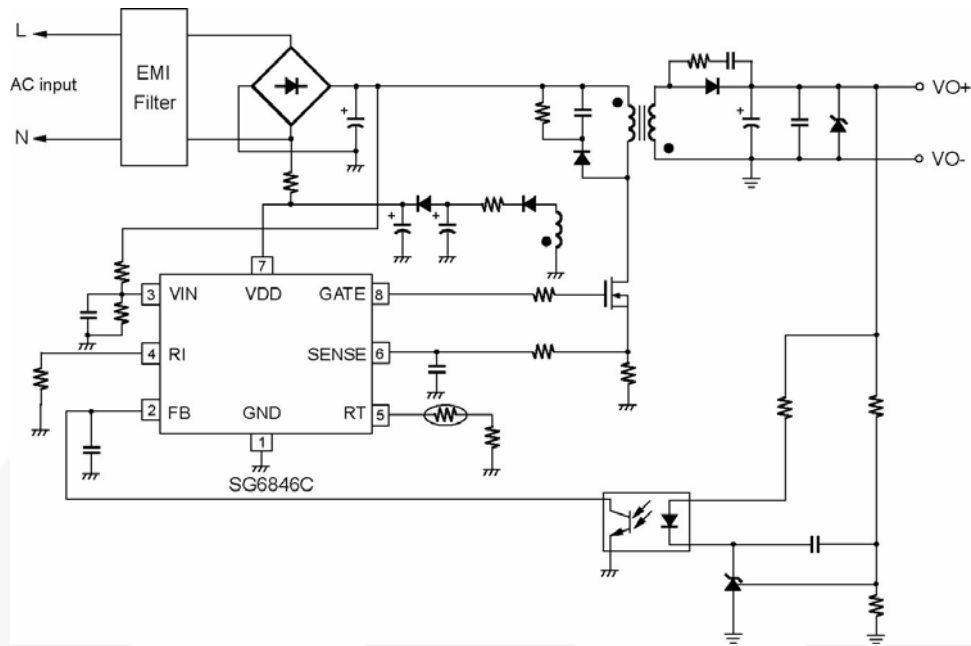 L
AC input
N
EMI
Filter
+
+
+
+
VO+
VO-
7
3 VIN VDD GATE 8
4 RI SENSE 6
2 FB GND RT 5
1
SG6846C